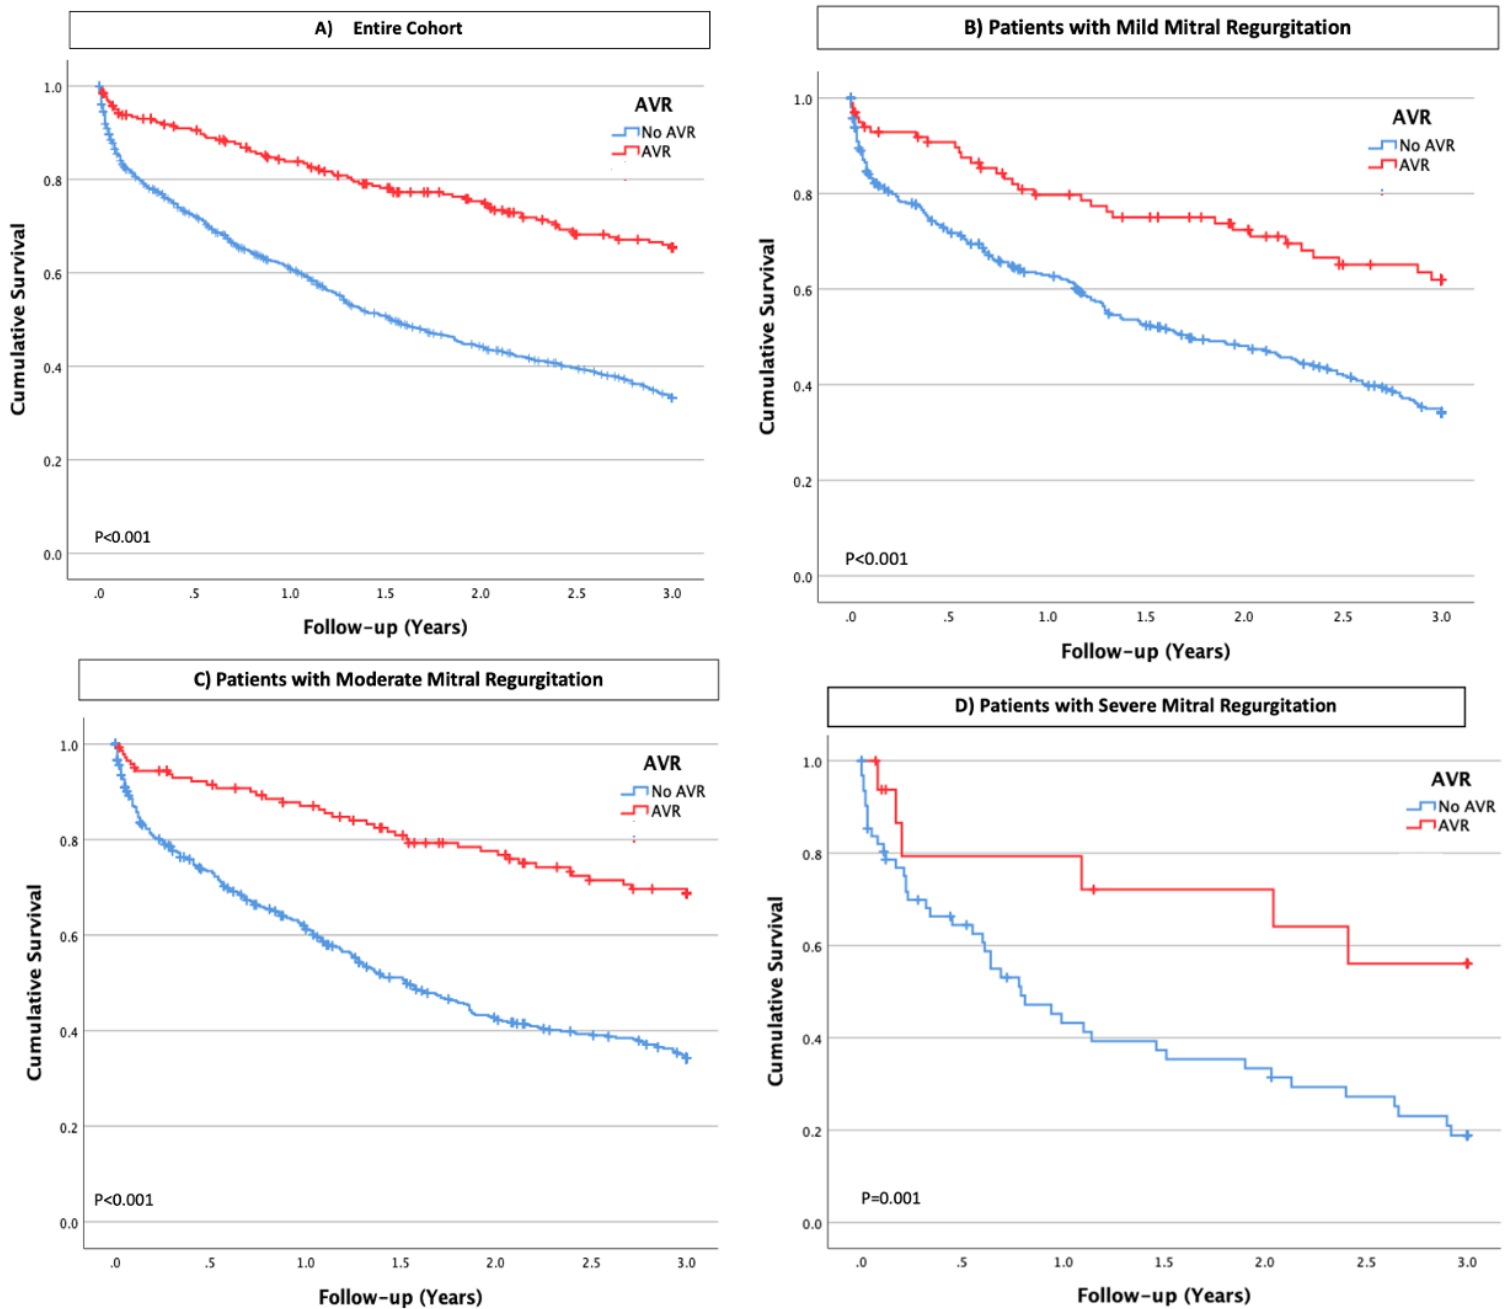 A) Entire Cohort
1.0
0.8
0.6
0.4
0.2
0.0
Cumulative Survival
AVR
No AVR
AVR
P<0.001
.0 .5 1.0 1.5 2.0 2.5 3.0
Follow-up (Years)
B) Patients with Mild Mitral Regurgitation
1.0
0.8
0.6
0.4
0.2
0.0
Cumulative Survival
AVR
No AVR
AVR
P<0.001
.0 .5 1.0 1.5 2.0 2.5 3.0
Follow-up (Years)
C) Patients with Moderate Mitral Regurgitation
1.0
0.8
0.6
0.4
0.2
0.0
Cumulative Survival
AVR
No AVR
AVR
P<0.001
.0 .5 1.0 1.5 2.0 2.5 3.0
Follow-up (Years)
D) Patients with Severe Mitral Regurgitation
1.0
0.8
0.6
0.4
0.2
0.0
Cumulative Survival
AVR
No AVR
AVR
P=0.001
.0 .5 1.0 1.5 2.0 2.5 3.0
Follow-up (Years)